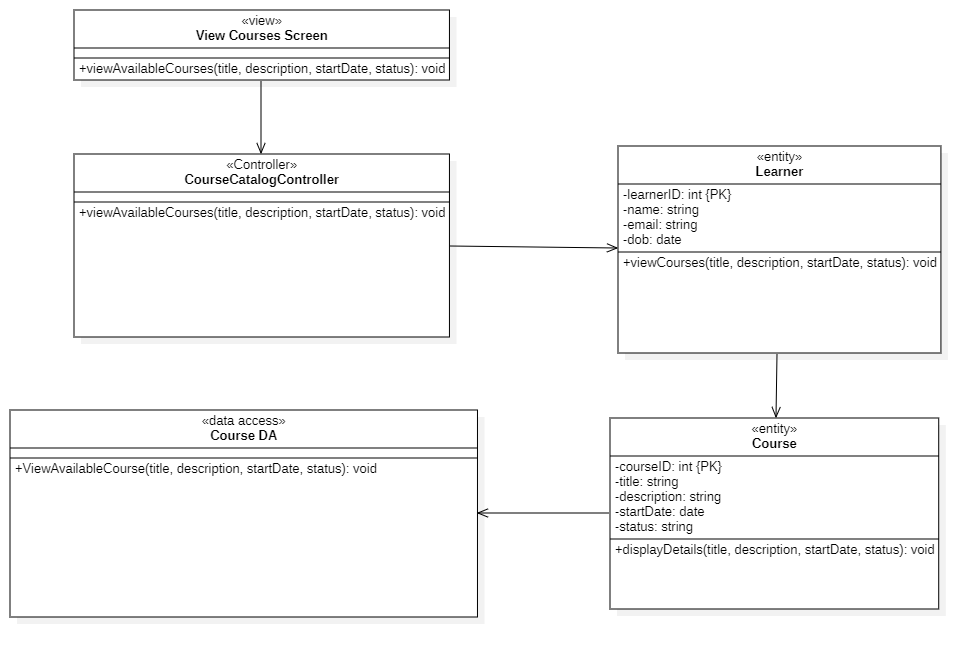 «view»
View Courses Screen
+viewAvailableCourses(title, description, startDate, status): void
«Controller»
CourseCatalogController
+viewAvailableCourses(title, description, startDate, status): void
«entity»
Learner
-learnerID: int {PK}
-name: string
-email: string
-dob: date
+viewCourses(title, description, startDate, status): void
«data access»
Course DA
+ViewAvailableCourse(title, description, startDate, status): void
«entity»
Course
-courseID: int {PK}
-title: string
-description: string
-startDate: date
-status: string
+displayDetails(title, description, startDate, status): void